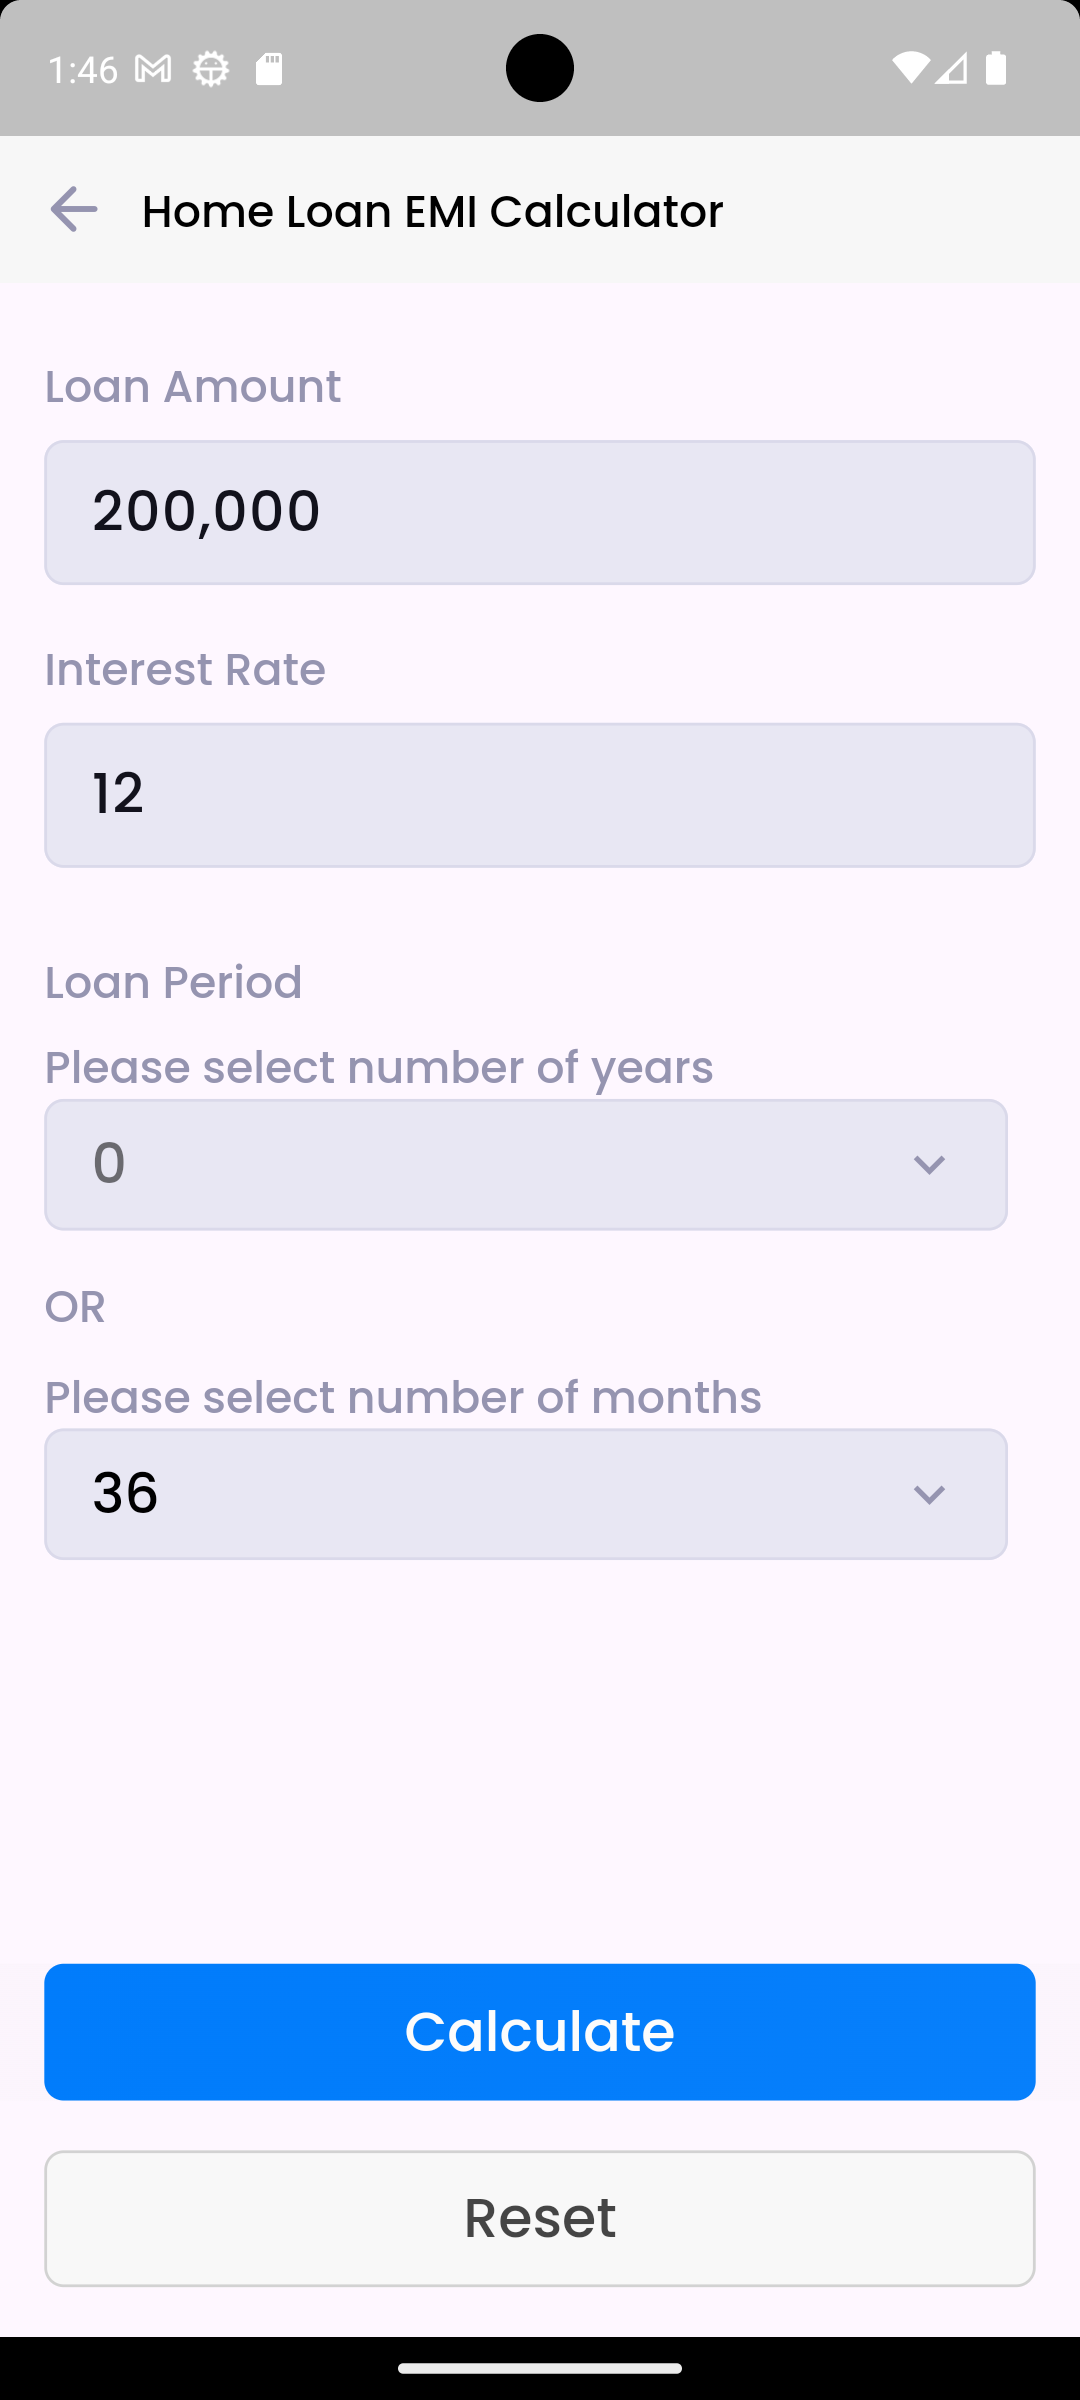 1:46
Home Loan EMI Calculator
Loan Amount
200,000
Interest Rate
12
Loan Period
Please select number of years
0
OR
Please select number of months
36
Calculate
Reset